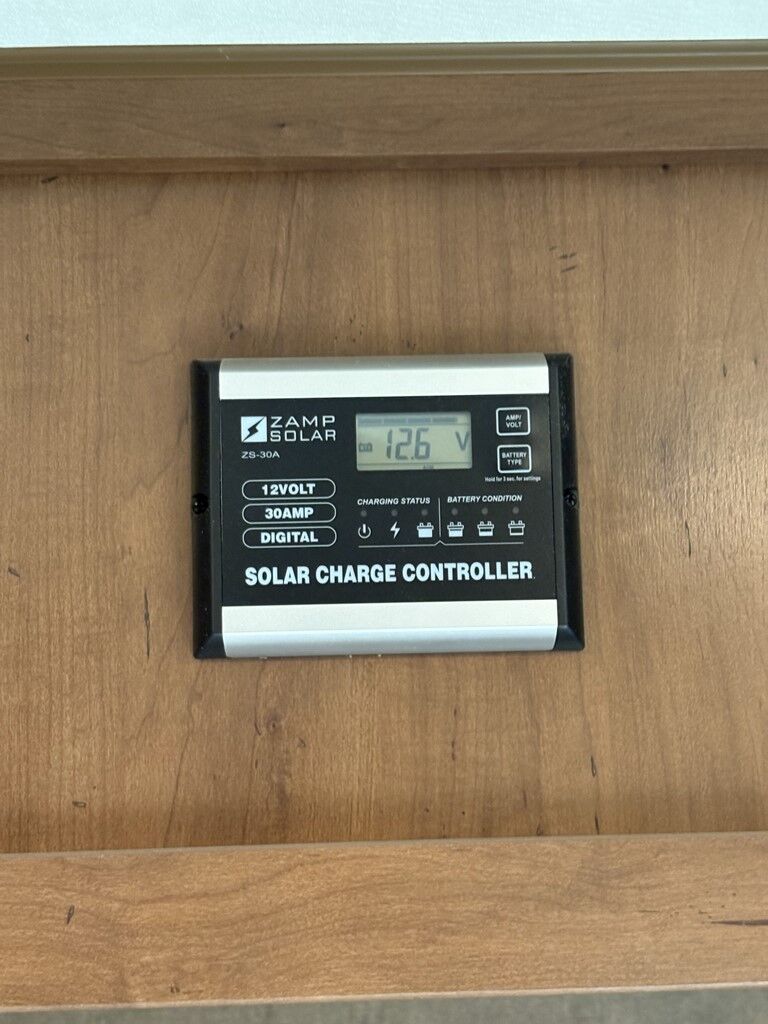 ZAMP
SOLAR
ZS-30A
12.6 V
AMP/
VOLT
BATTERY
TYPE
Hold for 3 sec. for settings
12VOLT
30AMP
DIGITAL
CHARGING STATUS
BATTERY CONDITION
SOLAR CHARGE CONTROLLER